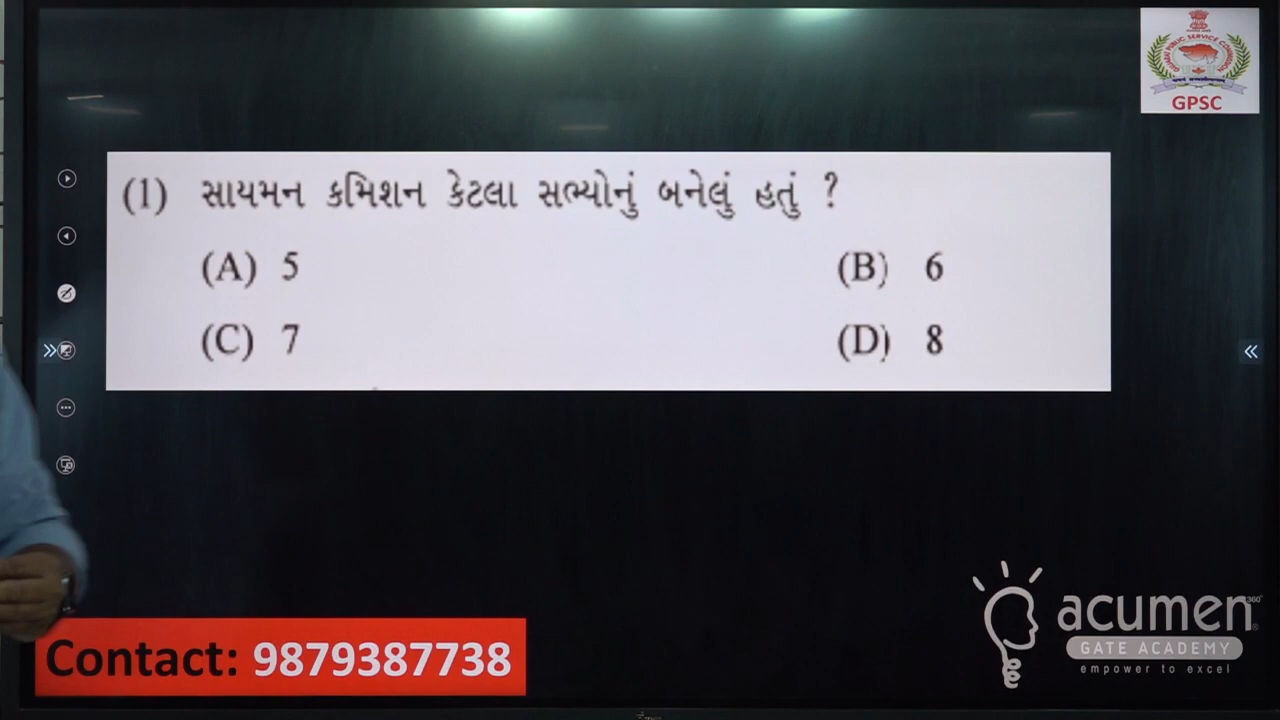 GPSC
(1) સાયમન કમિશન કેટલા સભ્યોનું બનેલું હતું ?
(A) 5 (B) 6
(C) 7 (D) 8
acumen
GATE ACADEMY
empower to excel
Contact: 9879387738